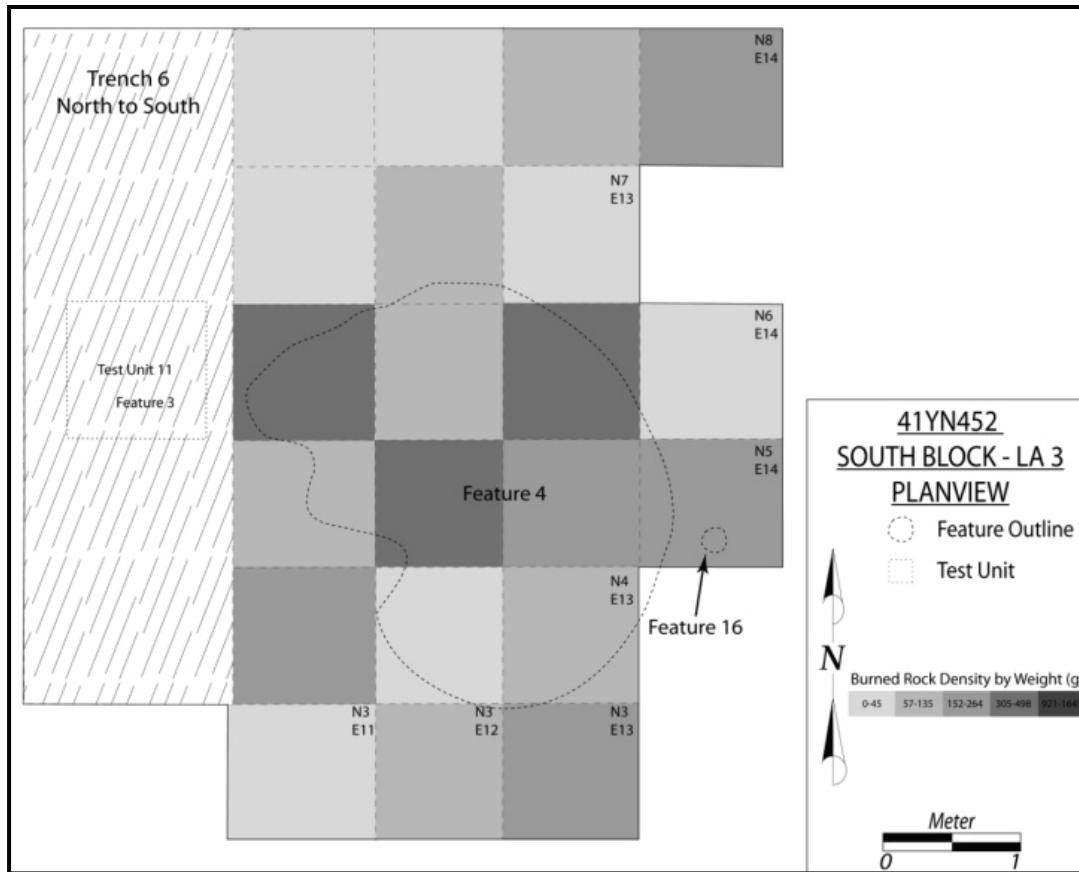 Trench 6
North to South
N8
E14
N7
E13
N6
E14
Test Unit 11
Feature 3
N5
E14
Feature 4
N4
E13
Feature 16
N3
E11
N3
E12
N3
E13
41YN452
SOUTH BLOCK - LA 3
PLANVIEW
Feature Outline
Test Unit
N
Burned Rock Density by Weight (g
0-45 57-135 152-264 305-498
Meter
0 1